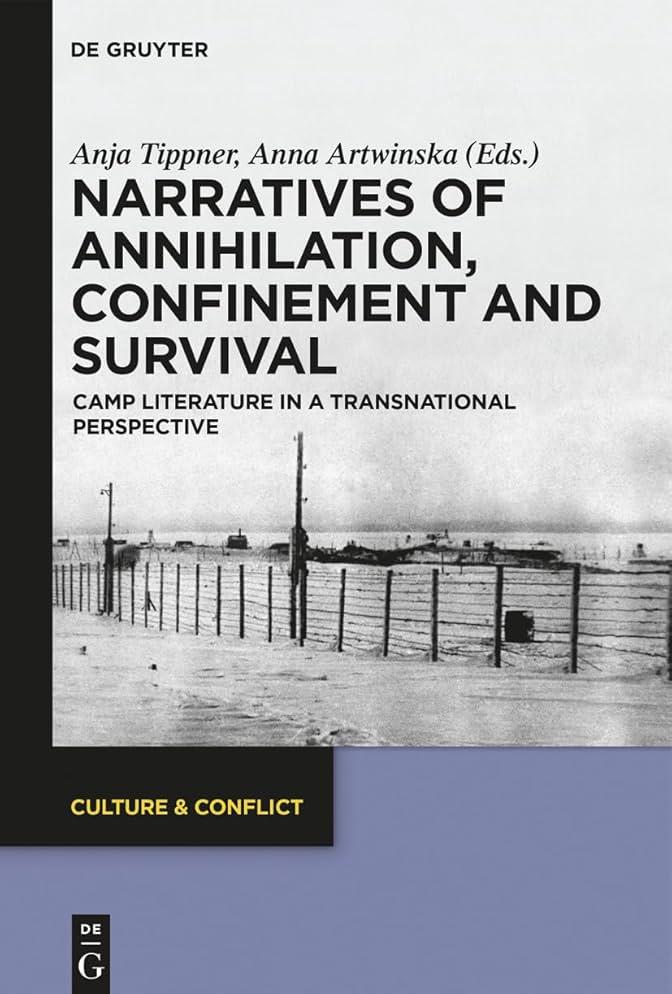 DE GRUYTER
Anja Tippner, Anna Artwinska (Eds.)
NARRATIVES OF
ANNIHILATION,
CONFINEMENT AND
SURVIVAL
CAMP LITERATURE IN A TRANSNATIONAL
PERSPECTIVE
CULTURE & CONFLICT
DE
G